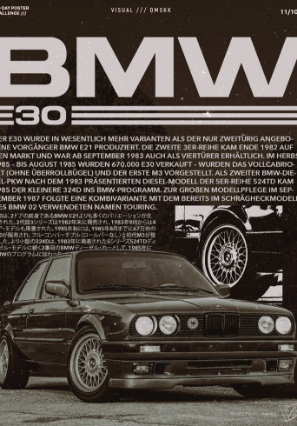 DAY POSTER
CHALLENGE ///
VISUAL /// DMSKK
11/10
BMW
E30
ER E30 WURDE IN WESENTLICH MEHR VARIANTEN ALS DER NUR ZWEITÜRIG ANGEBO-
ENE VORGÄNGER BMW E21 PRODUZIERT. DIE ZWEITE 3ER-REIHE KAM ENDE 1982 AUF
EN MARKT UND WAR AB SEPTEMBER 1983 AUCH ALS VIERTÜRER ERHÄLTLICH. IM HERBS
985 - BIS AUGUST 1985 WURDEN 670.000 E30 VERKAUFT - WURDEN DAS VOLLCABRIO-
ET (OHNE ÜBERROLLBÜGEL) UND DER ERSTE M3 VORGESTELLT. ALS ZWEITER BMW-DIE-
EL-PKW NACH DEM 1983 PRÄSENTIERTEN DIESEL-MODELL DER 5ER-REIHE 524TD KAM
985 DER KLEINERE 324D INS BMW-PROGRAMM. ZUR GROßEN MODELLPFLEGE IM SEP-
EMBER 1987 FOLGTE EINE KOMBIVARIANTE MIT DEM BEREITS IM SCHRÄGHECKMODELL
ES BMW 02 VERWENDETEN NAMEN TOURING.